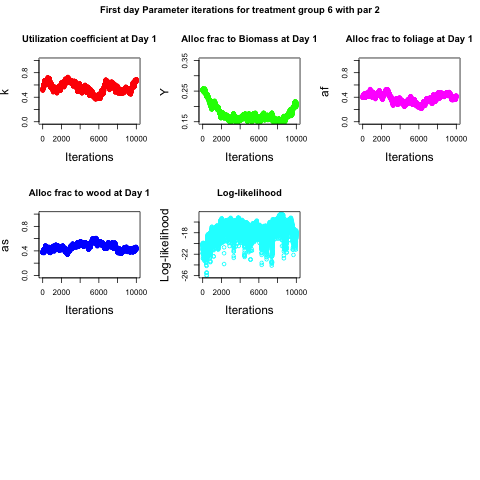 First day Parameter iterations for treatment group 6 with par 2
Utilization coefficient at Day 1
k
0.0 0.4 0.8
0 2000 6000 10000
Iterations
Alloc frac to Biomass at Day 1
Y
0.15 0.25 0.35
0 2000 6000 10000
Iterations
Alloc frac to foliage at Day 1
af
0.0 0.4 0.8
0 2000 6000 10000
Iterations
Alloc frac to wood at Day 1
as
0.0 0.4 0.8
0 2000 6000 10000
Iterations
Log-likelihood
Log-likelihood
-26 -22 -18
0 2000 6000 10000
Iterations